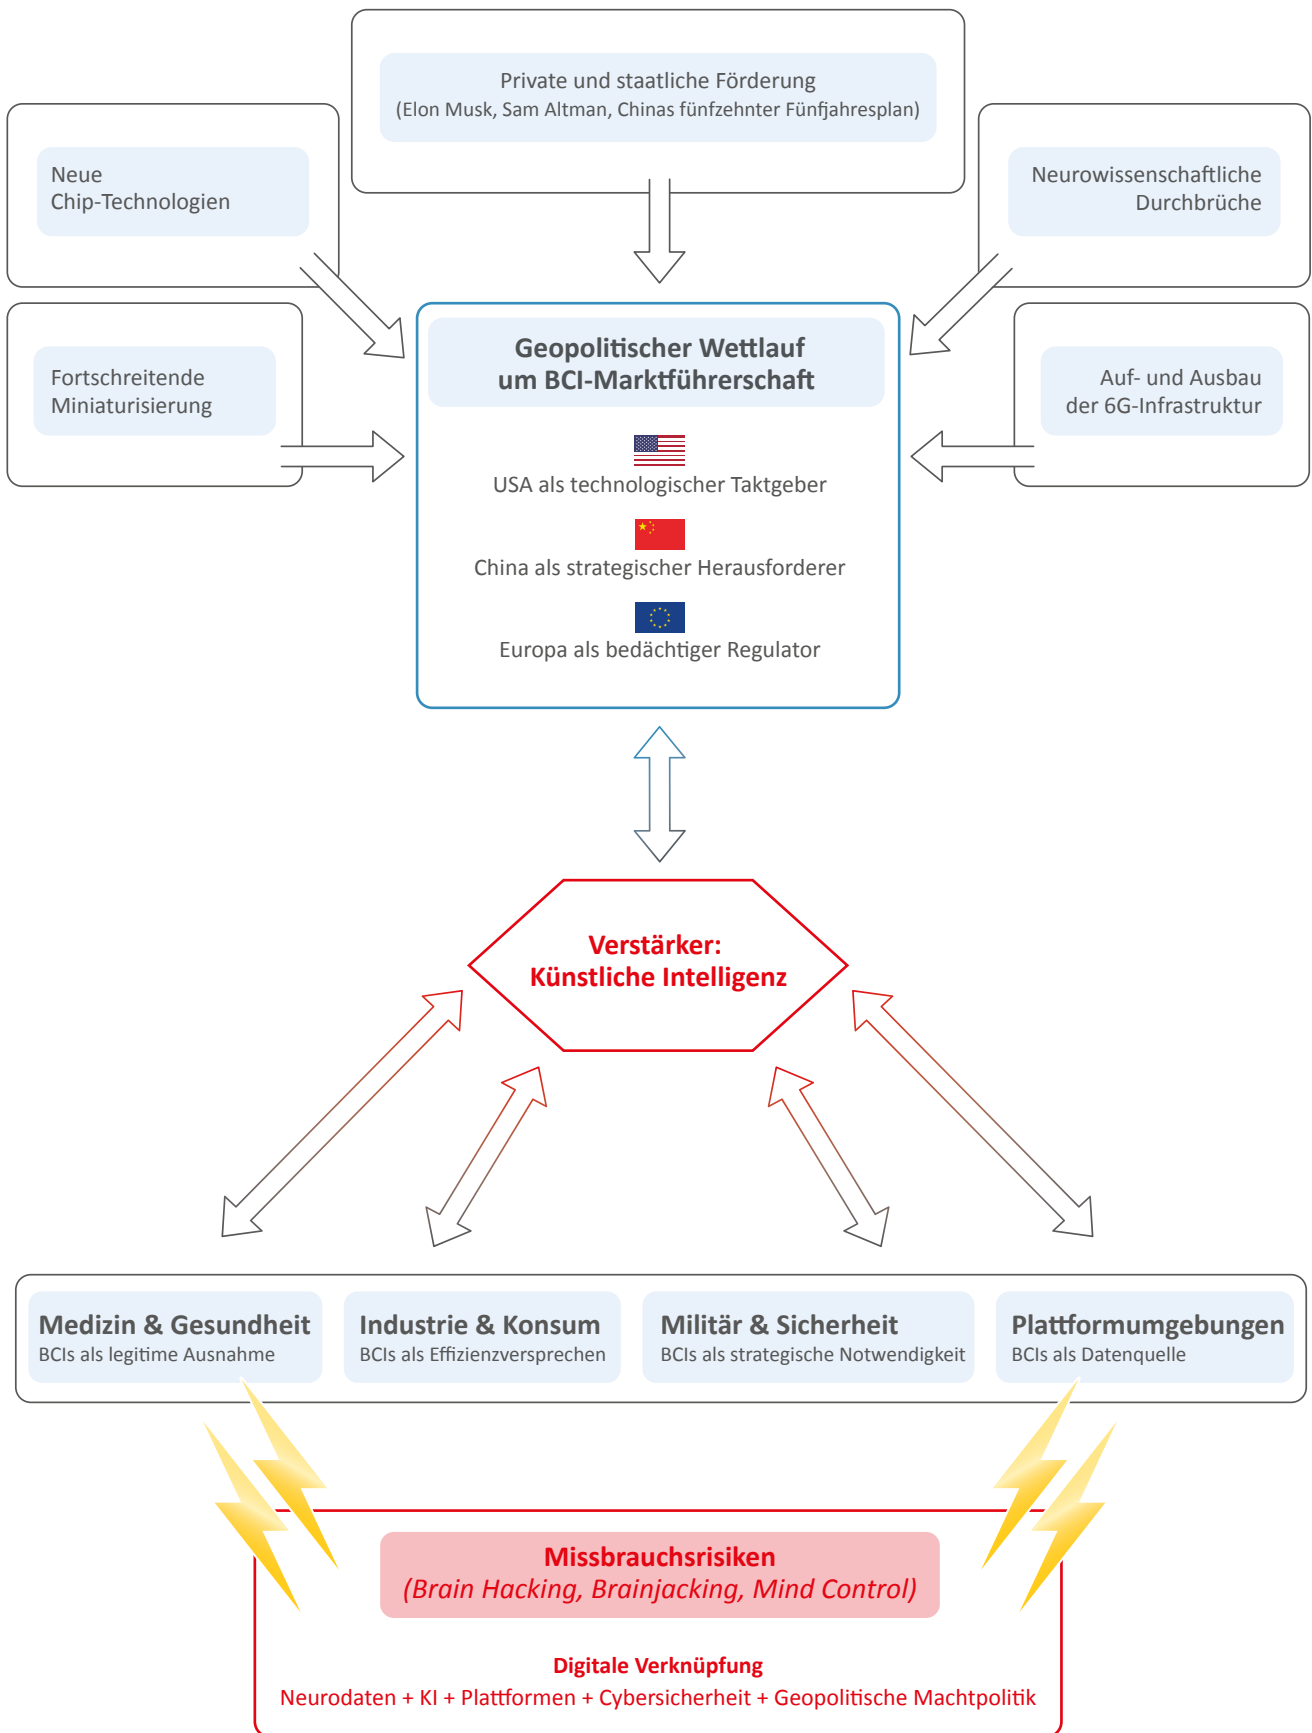 Private und staatliche Förderung
(Elon Musk, Sam Altman, Chinas fünfzehnter Fünfjahresplan)
Neue
Chip-Technologien
Neurowissenschaftliche
Durchbrüche
Fortschreitende
Miniaturisierung
Auf- und Ausbau
der 6G-Infrastruktur
Geopolitischer Wettlauf
um BCI-Marktführerschaft
USA als technologischer Taktgeber
China als strategischer Herausforderer
Europa als bedächtiger Regulator
Verstärker:
Künstliche Intelligenz
Medizin & Gesundheit
BCIs als legitime Ausnahme
Industrie & Konsum
BCIs als Effizienzversprechen
Militär & Sicherheit
BCIs als strategische Notwendigkeit
Plattformumgebungen
BCIs als Datenquelle
Missbrauchsrisiken
(Brain Hacking, Brainjacking, Mind Control)
Digitale Verknüpfung
Neurodaten + KI + Plattformen + Cybersicherheit + Geopolitische Machtpolitik